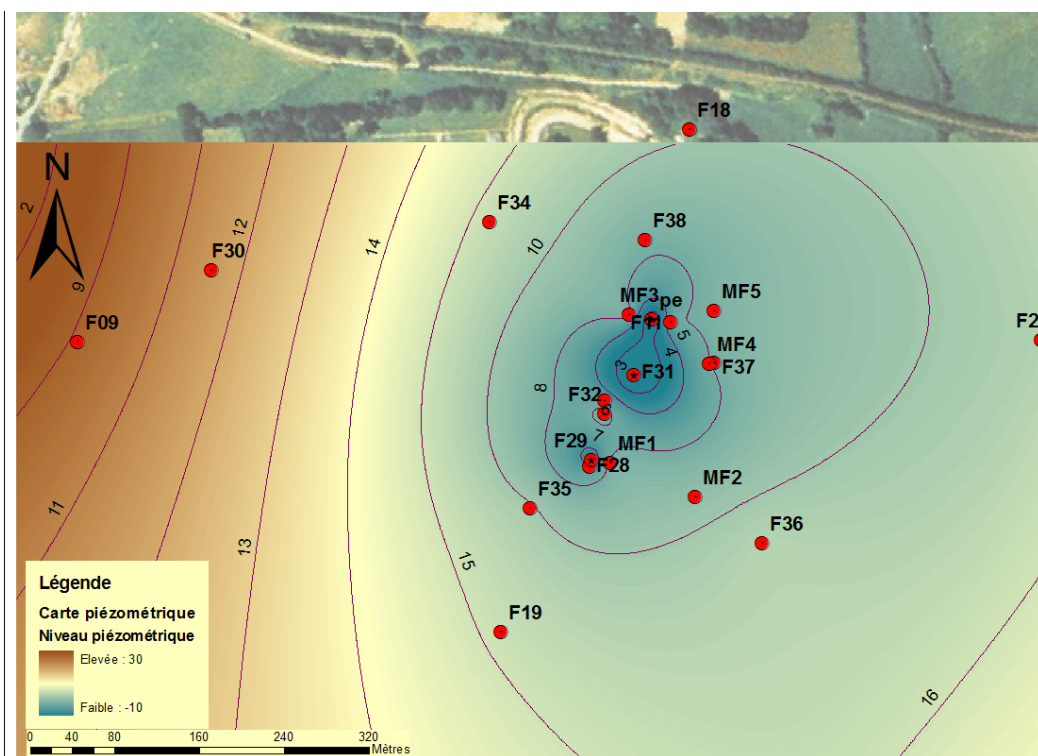 F18
N
F34
F38
2
12
14
10
F30
9
F09
MF3
pe
MF5
F11
5
F2
4
MF4
3
F31
F37
8
F32
6
7
F29
MF1
F28
MF2
F35
11
13
F36
15
F19
16
Légende
Carte piézométrique
Niveau piézométrique
Elevée : 30
Faible : -10
0 40 80 160 240 320
Mètres